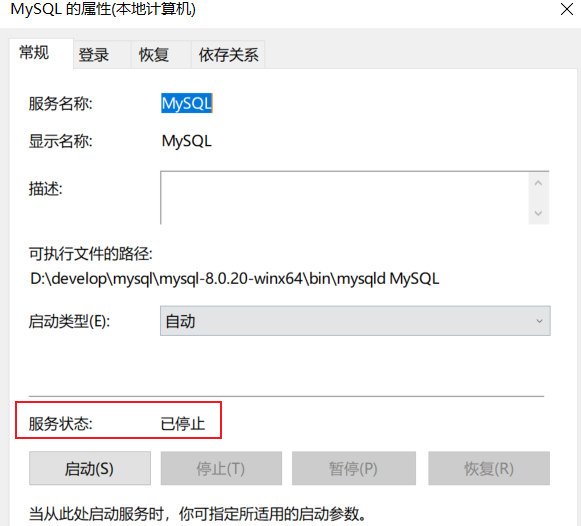 MySQL 的属性(本地计算机)
常规 登录 恢复 依存关系
服务名称: MySQL
显示名称: MySQL
描述:
可执行文件的路径:
D:\develop\mysql\mysql-8.0.20-winx64\bin\mysqld MySQL
启动类型(E): 自动
服务状态: 已停止
启动(S) 停止(T) 暂停(P) 恢复(R)
当从此处启动服务时，你可指定所适用的启动参数。